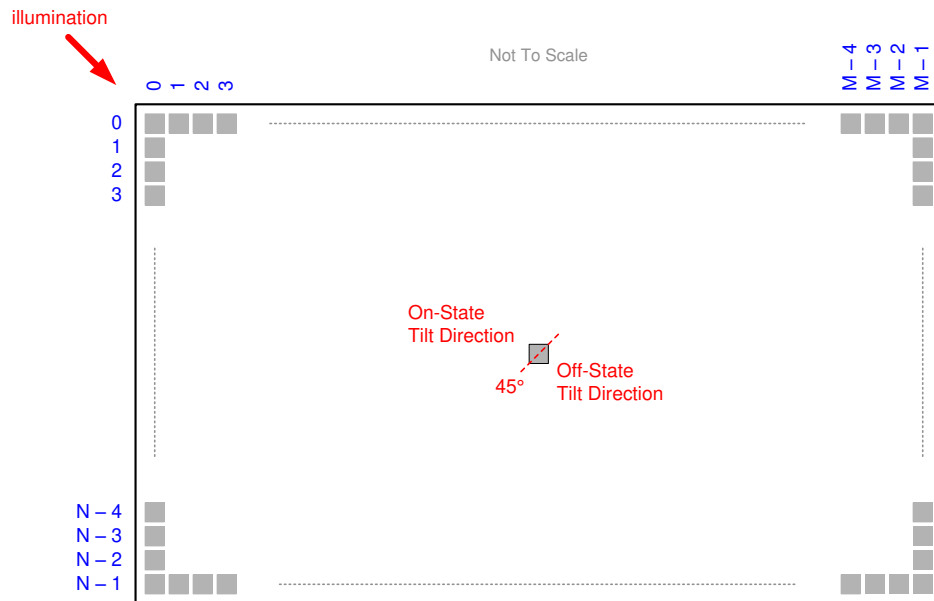 illumination
Not To Scale
0
1
2
3
M – 4
M – 3
M – 2
M – 1
0
1
2
3
On-State
Tilt Direction
Off-State
Tilt Direction
45°
N – 4
N – 3
N – 2
N – 1